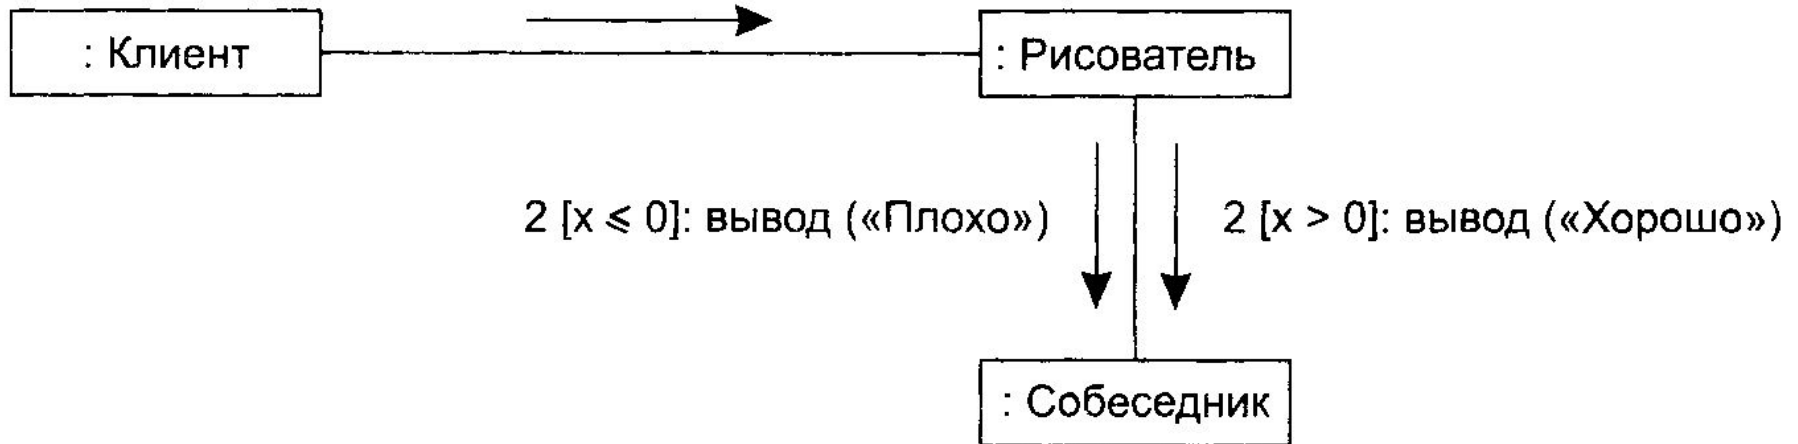 : Клиент
: Рисователь
2 [x ⩽ 0]: вывод («Плохо»)
2 [x > 0]: вывод («Хорошо»)
: Собеседник